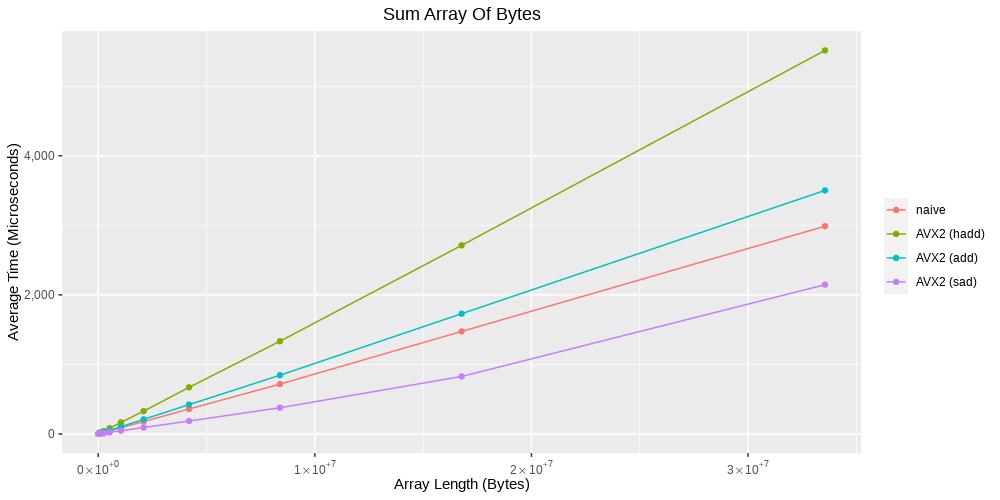 Sum Array Of Bytes
Average Time (Microseconds)
4,000
2,000
0
0×10⁺⁰
1×10⁺⁷
2×10⁺⁷
3×10⁺⁷
Array Length (Bytes)
naive
AVX2 (hadd)
AVX2 (add)
AVX2 (sad)